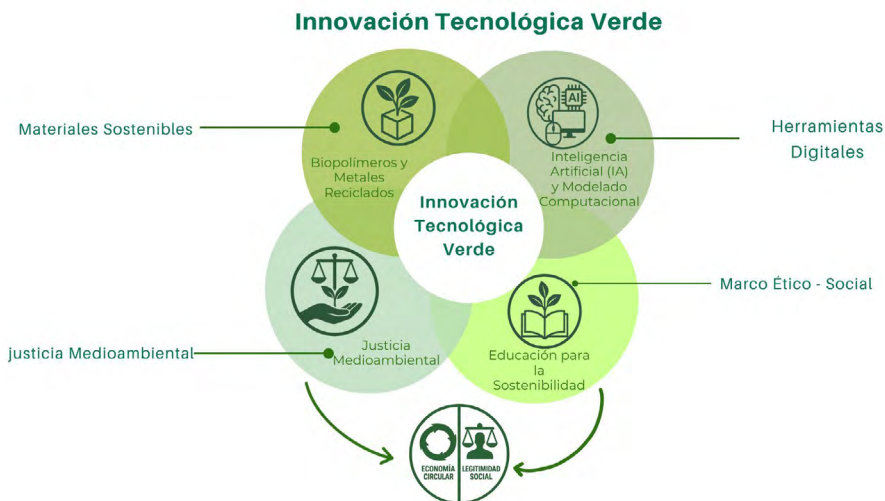 Innovación Tecnológica Verde
Materiales Sostenibles
Biopolímeros y
Metales
Reciclados
AI
Inteligencia
Artificial (IA)
y Modelado
Computacional
Herramientas
Digitales
Innovación
Tecnológica
Verde
Marco Ético - Social
justicia Medioambiental
Justicia
Medioambiental
Educación para
la
Sostenibilidad
ECONOMÍA
CIRCULAR
LEGITIMIDAD
SOCIAL